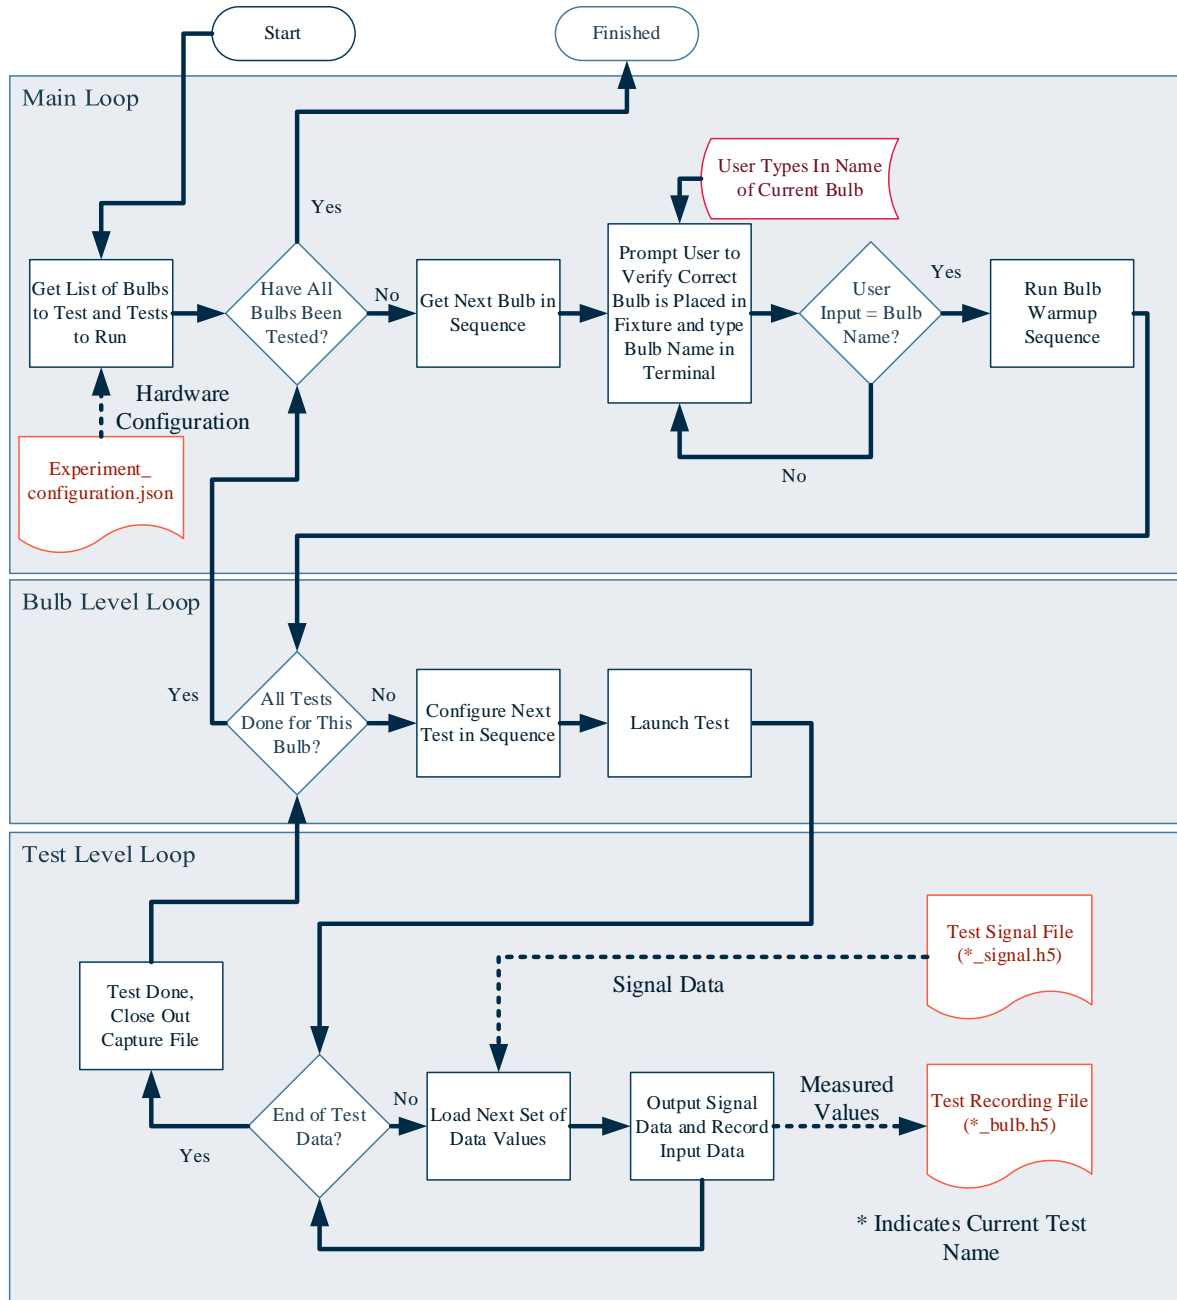 Start
Finished
Main Loop
User Types In Name
of Current Bulb
Yes
Get List of Bulbs
to Test and Tests
to Run
Have All
Bulbs Been
Tested?
No
Get Next Bulb in
Sequence
Prompt User to
Verify Correct
Bulb is Placed in
Fixture and type
Bulb Name in
Terminal
User
Input = Bulb
Name?
Yes
Run Bulb
Warmup
Sequence
No
Hardware
Configuration
Experiment_
configuration.json
Bulb Level Loop
Yes
All Tests
Done for This
Bulb?
No
Configure Next
Test in Sequence
Launch Test
Test Level Loop
Test Signal File
(*_signal.h5)
Signal Data
Test Done,
Close Out
Capture File
Yes
End of Test
Data?
No
Load Next Set of
Data Values
Output Signal
Data and Record
Input Data
Measured
Values
Test Recording File
(*_bulb.h5)
* Indicates Current Test
Name